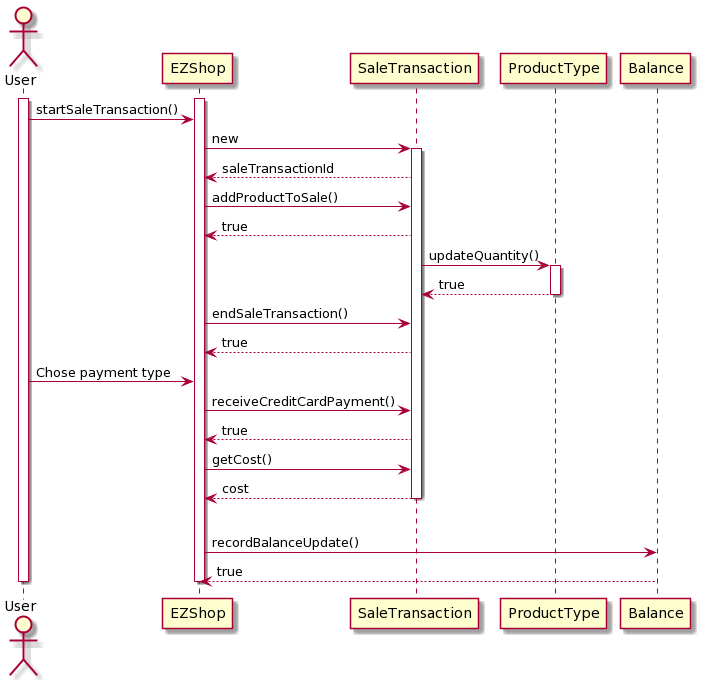 User
EZShop
SaleTransaction
ProductType
Balance
startSaleTransaction()
new
saleTransactionId
addProductToSale()
true
updateQuantity()
true
endSaleTransaction()
true
Chose payment type
receiveCreditCardPayment()
true
getCost()
cost
recordBalanceUpdate()
true
User
EZShop
SaleTransaction
ProductType
Balance